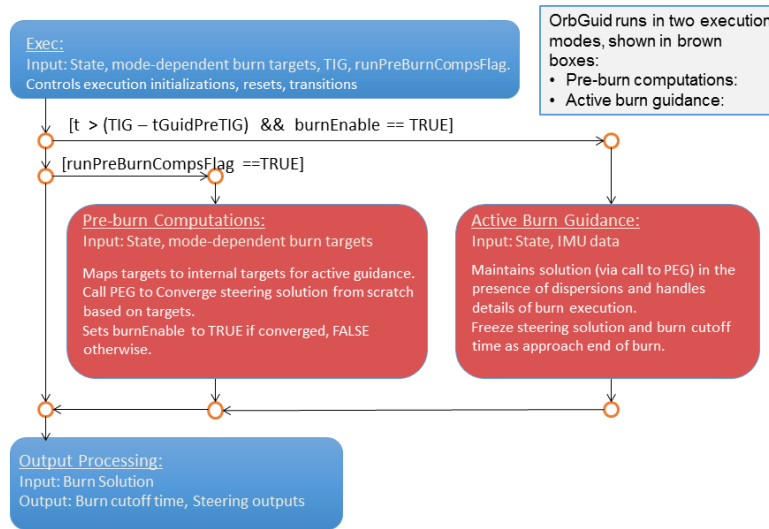 Exec:
Input: State, mode-dependent burn targets, TIG, runPreBurnCompsFlag.
Controls execution initializations, resets, transitions
OrbGuid runs in two execution
modes, shown in brown
boxes:
• Pre-burn computations:
• Active burn guidance:
[t > (TIG – tGuidPreTIG) && burnEnable == TRUE]
[runPreBurnCompsFlag ==TRUE]
Pre-burn Computations:
Input: State, mode-dependent burn targets
Maps targets to internal targets for active guidance.
Call PEG to Converge steering solution from scratch
based on targets.
Sets burnEnable to TRUE if converged, FALSE
otherwise.
Active Burn Guidance:
Input: State, IMU data
Maintains solution (via call to PEG) in the
presence of dispersions and handles
details of burn execution.
Freeze steering solution and burn cutoff
time as approach end of burn.
Output Processing:
Input: Burn Solution
Output: Burn cutoff time, Steering outputs